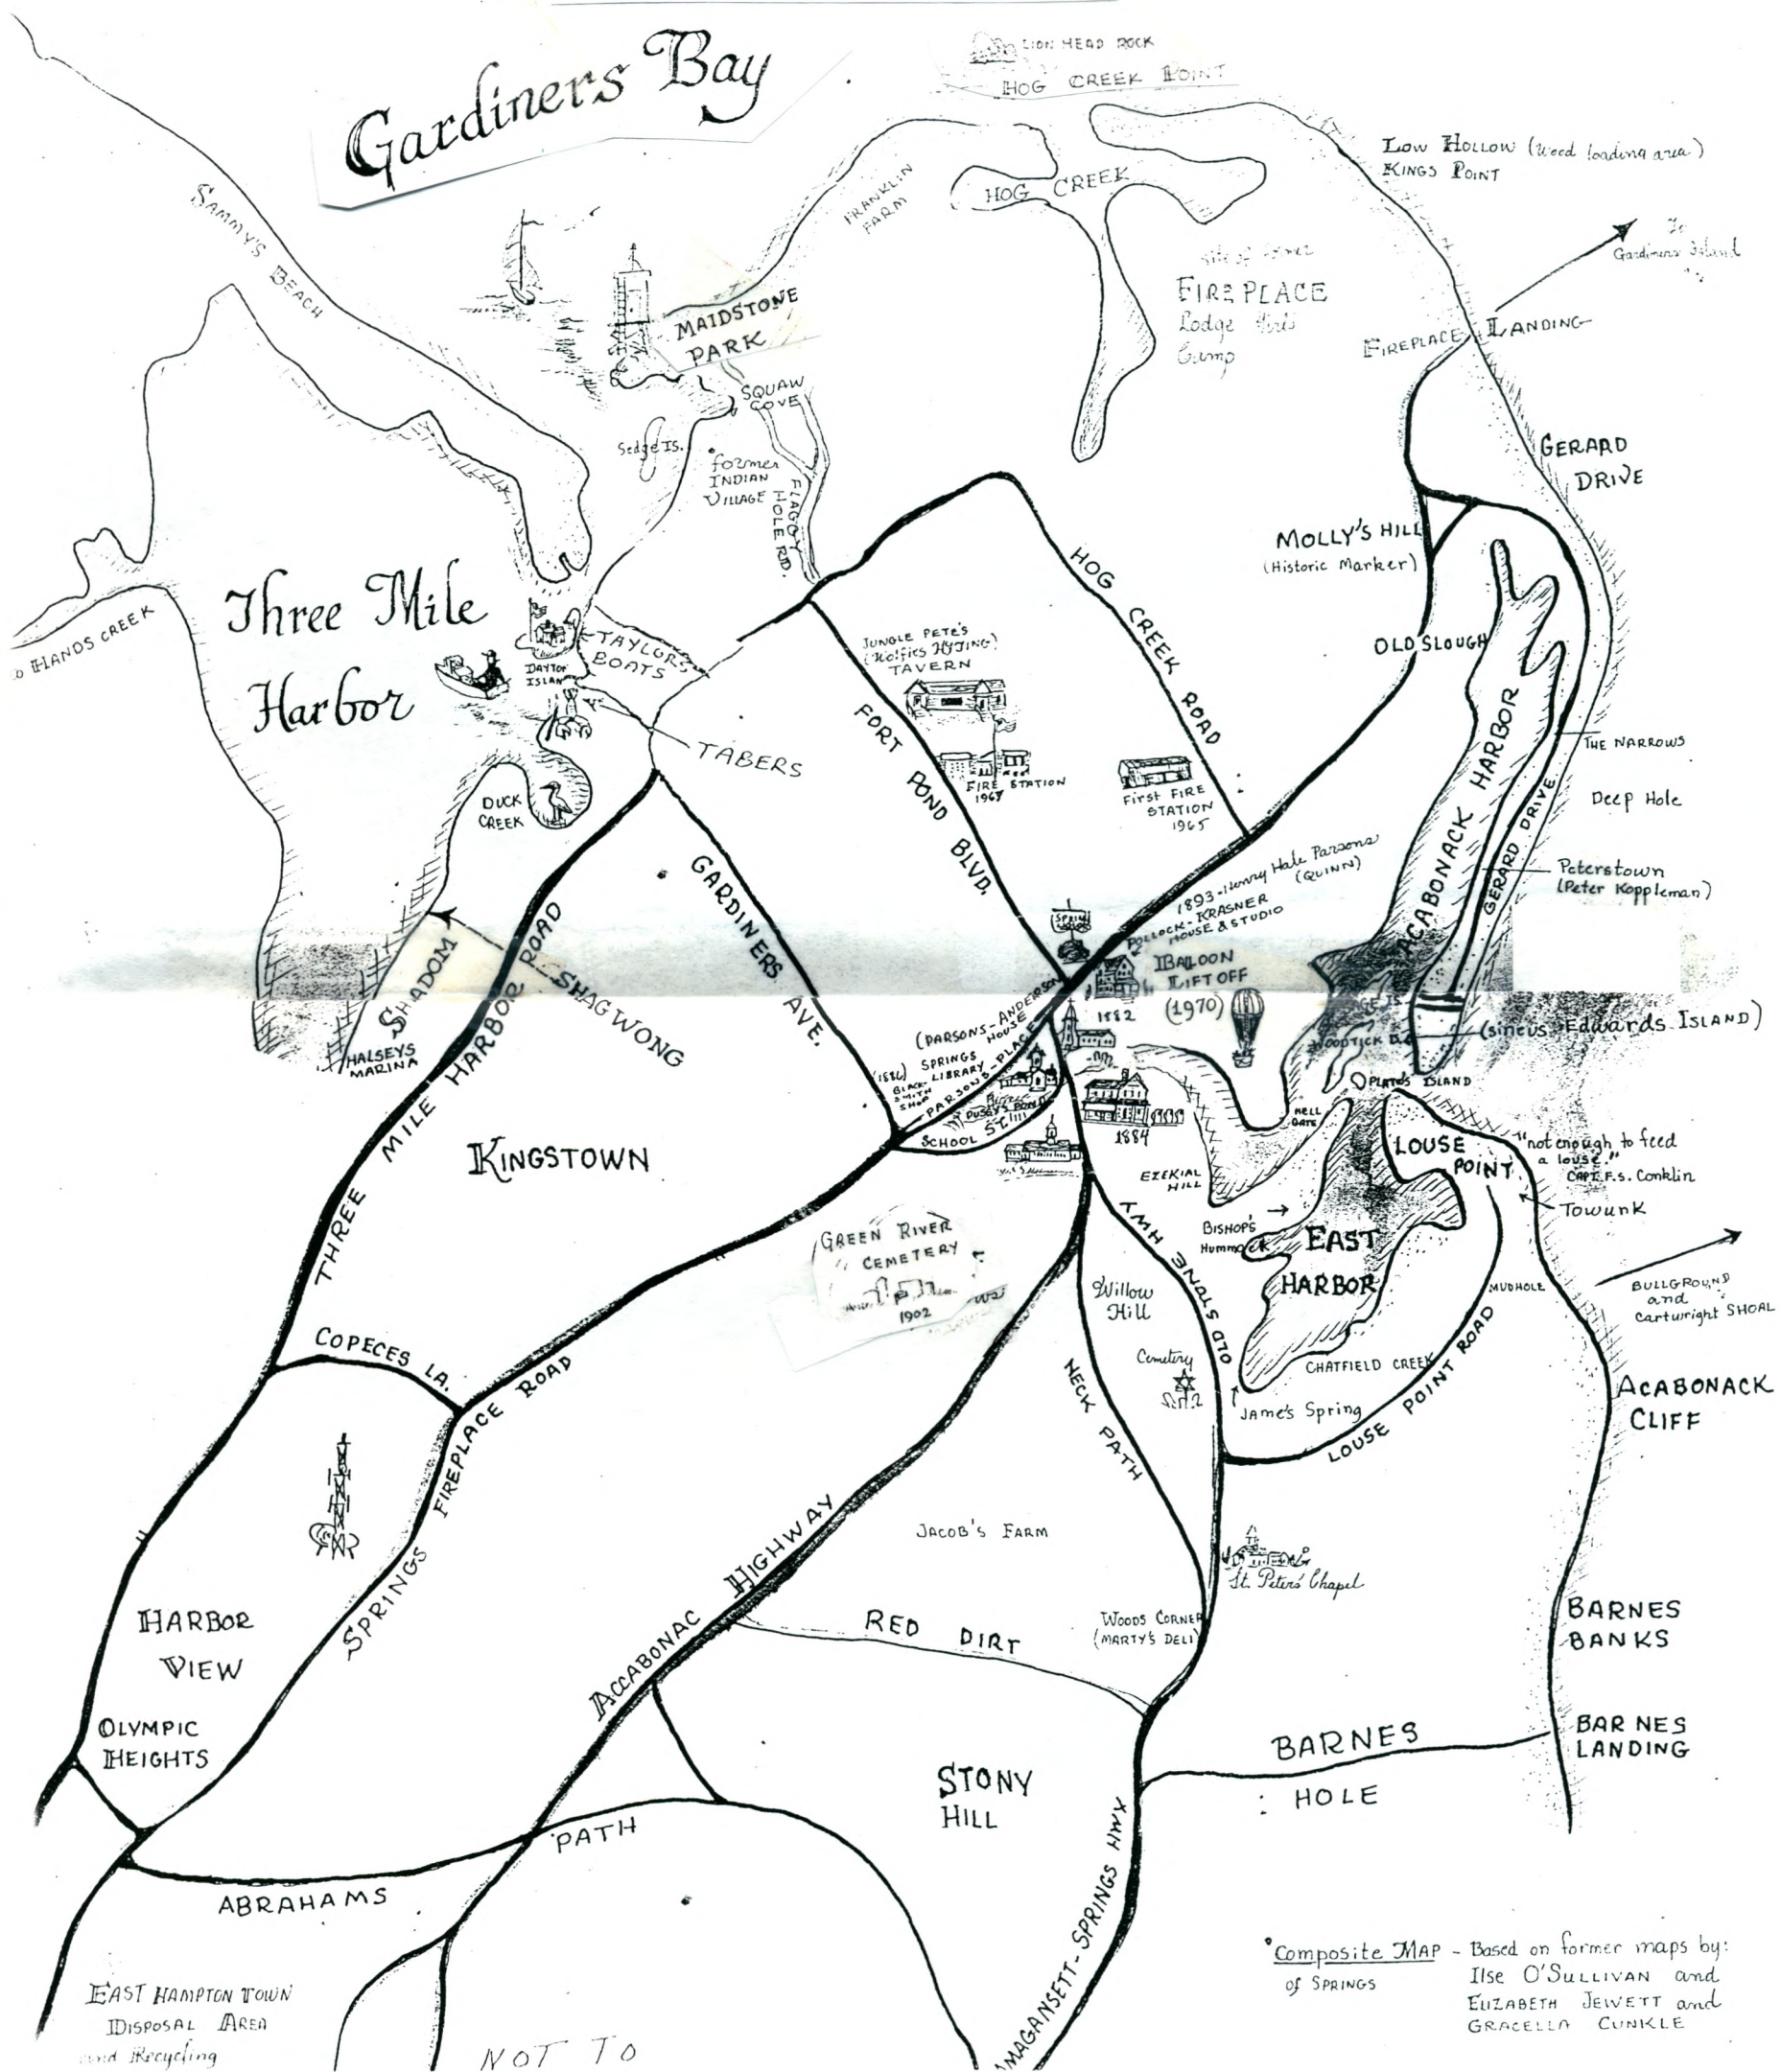 Gardiners Bay
LION HEAD ROCK
HOG CREEK POINT
LOW HOLLOW (Wood loading area)
KINGS POINT
SAMMY'S BEACH
FRANKLIN
FARM
HOG CREEK
To
Gardiners Island
Site of former
FIREPLACE
Lodge Girls
Camp
MAIDSTONE
PARK
FIREPLACE LANDING
SQUAW
COVE
Sedge Is.
former
INDIAN
VILLAGE
FLAGGY
HOLE RD.
GERARD
DRIVE
MOLLY'S HILL
(Historic Marker)
HOG CREEK ROAD
Three Mile
Harbor
HANDS CREEK
TAYLORS
BOATS
DAYTON
ISLAND
JUNGLE PETE'S
TAVERN
OLD SLOUGH
TABERS
FORT POND BLVD.
FIRE STATION
1967
FIRST FIRE
STATION
1965
ACABONACK HARBOR
THE NARROWS
Deep Hole
GERARD DRIVE
DUCK
CREEK
GARDINERS AVE.
1893 - Henry Hale Parsons
(QUINN)
POLLOCK - KRASNER
HOUSE & STUDIO
Peterstown
(Peter Koppleman)
SHADOM
SHAGWONG
BALOON
LIFT OFF
(1970)
1882
(PARSONS-ANDERSON
HOUSE
(1886) SPRINGS
LIBRARY
BLACK
SMITH
SHOP
PARSONS-PLACE
PUSSY'S POND
SCHOOL ST.
WOODTICK
(sineus Edwards ISLAND)
HALSEYS
MARINA
THREE MILE HARBOR ROAD
PLATO'S ISLAND
HELL
GATE
1884
KINGSTOWN
LOUSE
POINT
"not enough to feed
a louse."
CAPT. F.S. Conklin
Towunk
EZEKIAL
HILL
BISHOP'S
Hummock
EAST
HARBOR
GREEN RIVER
CEMETERY
1902
OLD STONE HWY
Willow
Hill
MUDHOLE
BULLGROUND
and
Cartwright SHOAL
Cemetery
CHATFIELD CREEK
Jame's Spring
LOUSE POINT ROAD
NECK PATH
ACABONACK
CLIFF
COPECES LA.
SPRINGS FIREPLACE ROAD
ACCABONAC HIGHWAY
JACOB'S FARM
St. Peter's Chapel
HARBOR
VIEW
RED DIRT
WOODS CORNER
(MARTY'S DELI)
BARNES
BANKS
OLYMPIC
HEIGHTS
STONY
HILL
BARNES
HOLE
BARNES
LANDING
ABRAHAMS PATH
AMAGANSETT-SPRINGS HWY
EAST HAMPTON TOWN
DISPOSAL AREA
and Recycling
NOT TO
Composite MAP - Based on former maps by:
of SPRINGS
Ilse O'SULLIVAN and
ELIZABETH JEWETT and
GRACELLA CUNKLE